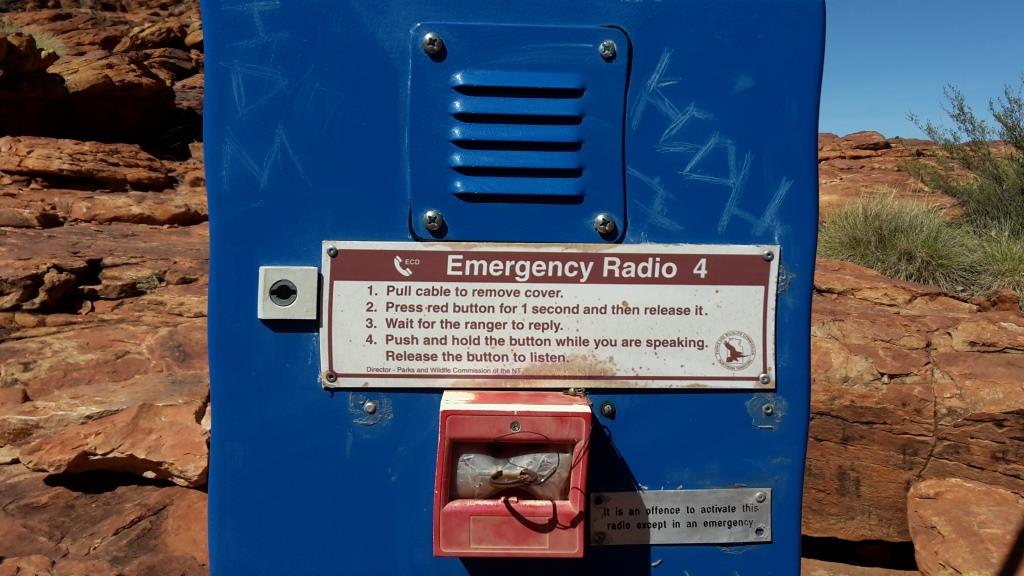 ECD
Emergency Radio 4
1. Pull cable to remove cover.
2. Press red button for 1 second and then release it.
3. Wait for the ranger to reply.
4. Push and hold the button while you are speaking.
Release the button to listen.
Director - Parks and Wildlife Commission of the NT
It is an offence to activate this
radio except in an emergency